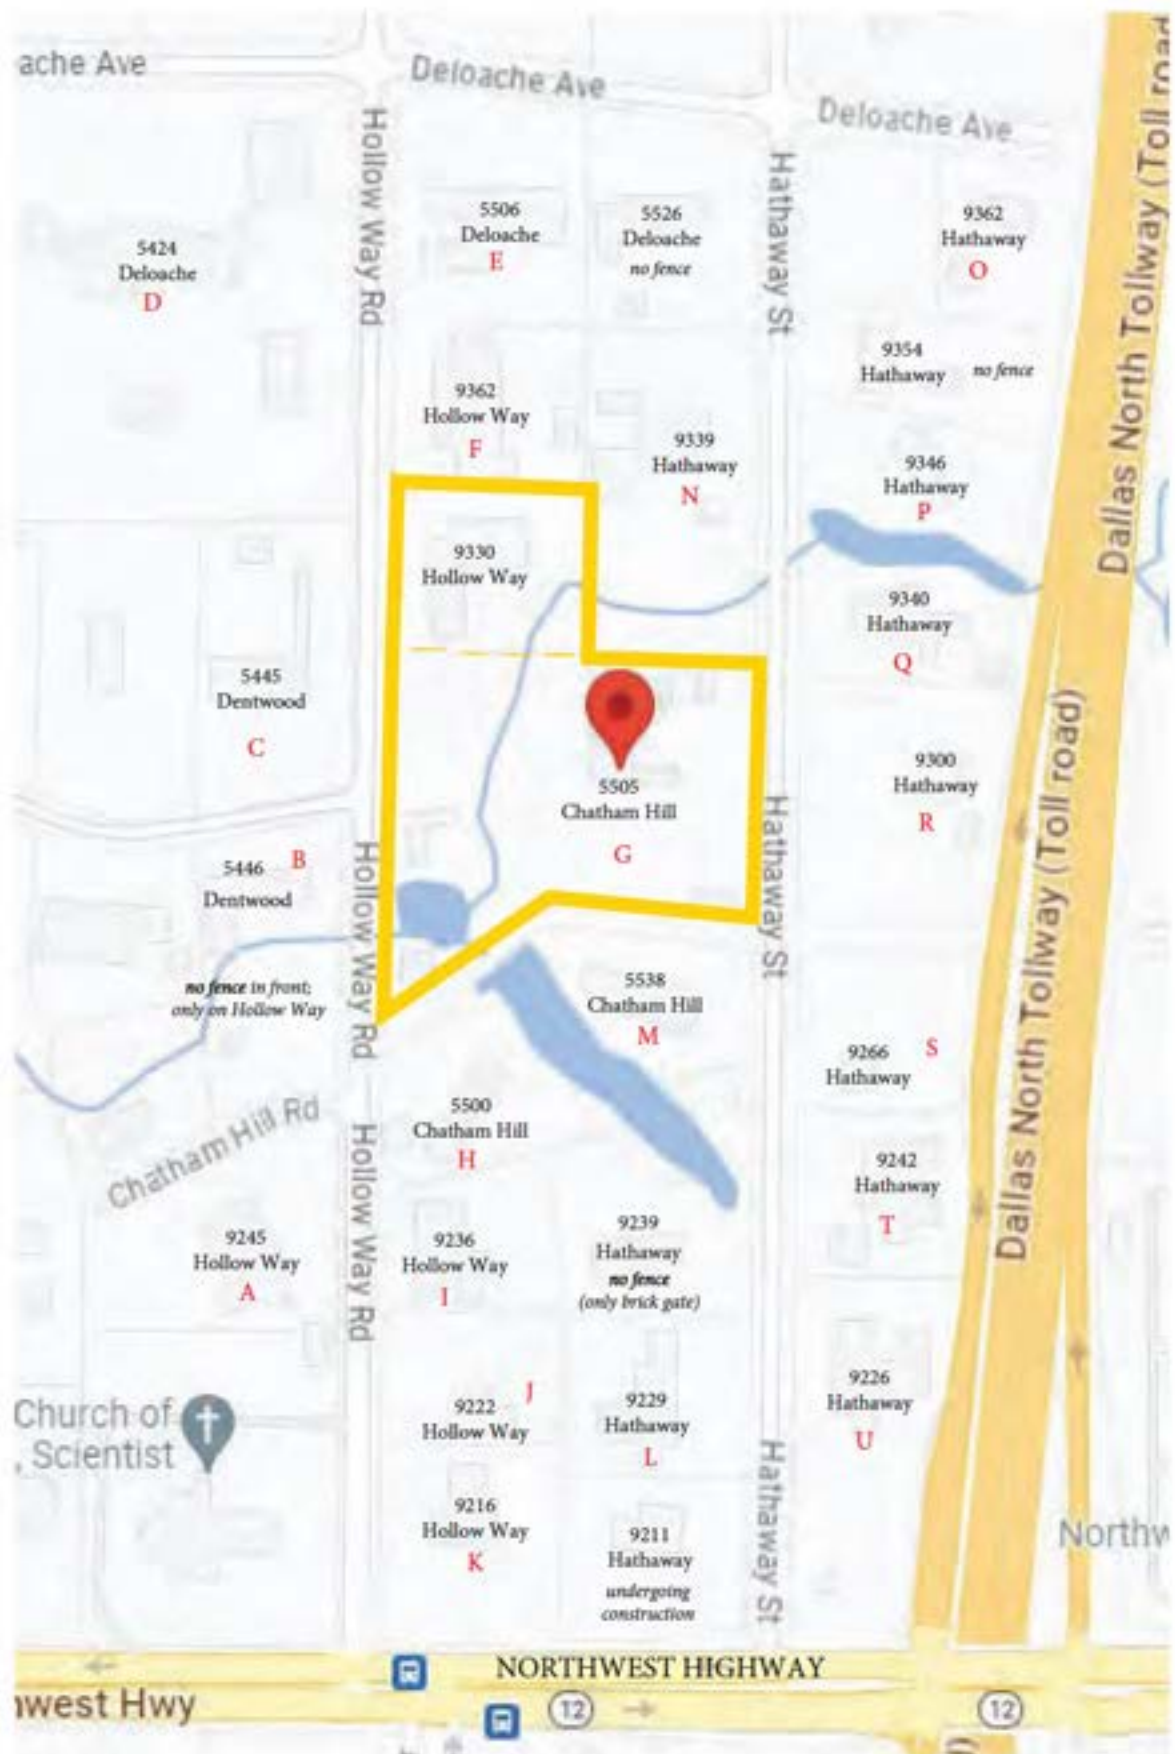 ache Ave
Deloache Ave
Deloache Ave
Hollow Way Rd
Hathaway St
Dallas North Tollway (Toll road
5506
Deloache
E
5526
Deloache
no fence
9362
Hathaway
O
5424
Deloache
D
9354
Hathaway no fence
9362
Hollow Way
F
9339
Hathaway
N
9346
Hathaway
P
9330
Hollow Way
9340
Hathaway
Q
5445
Dentwood
C
5505
Chatham Hill
G
9300
Hathaway
R
Dallas North Tollway (Toll road)
Hathaway St
Hollow Way Rd
B
5446
Dentwood
no fence in front;
only on Hollow Way
5538
Chatham Hill
M
9266
Hathaway
S
Chatham Hill Rd
5500
Chatham Hill
H
Hollow Way Rd
9242
Hathaway
T
9245
Hollow Way
A
9236
Hollow Way
I
9239
Hathaway
no fence
(only brick gate)
Church of
, Scientist
J
9222
Hollow Way
9229
Hathaway
L
9226
Hathaway
U
9216
Hollow Way
K
9211
Hathaway
undergoing
construction
Hathaway St
Northw
NORTHWEST HIGHWAY
nwest Hwy
12
12